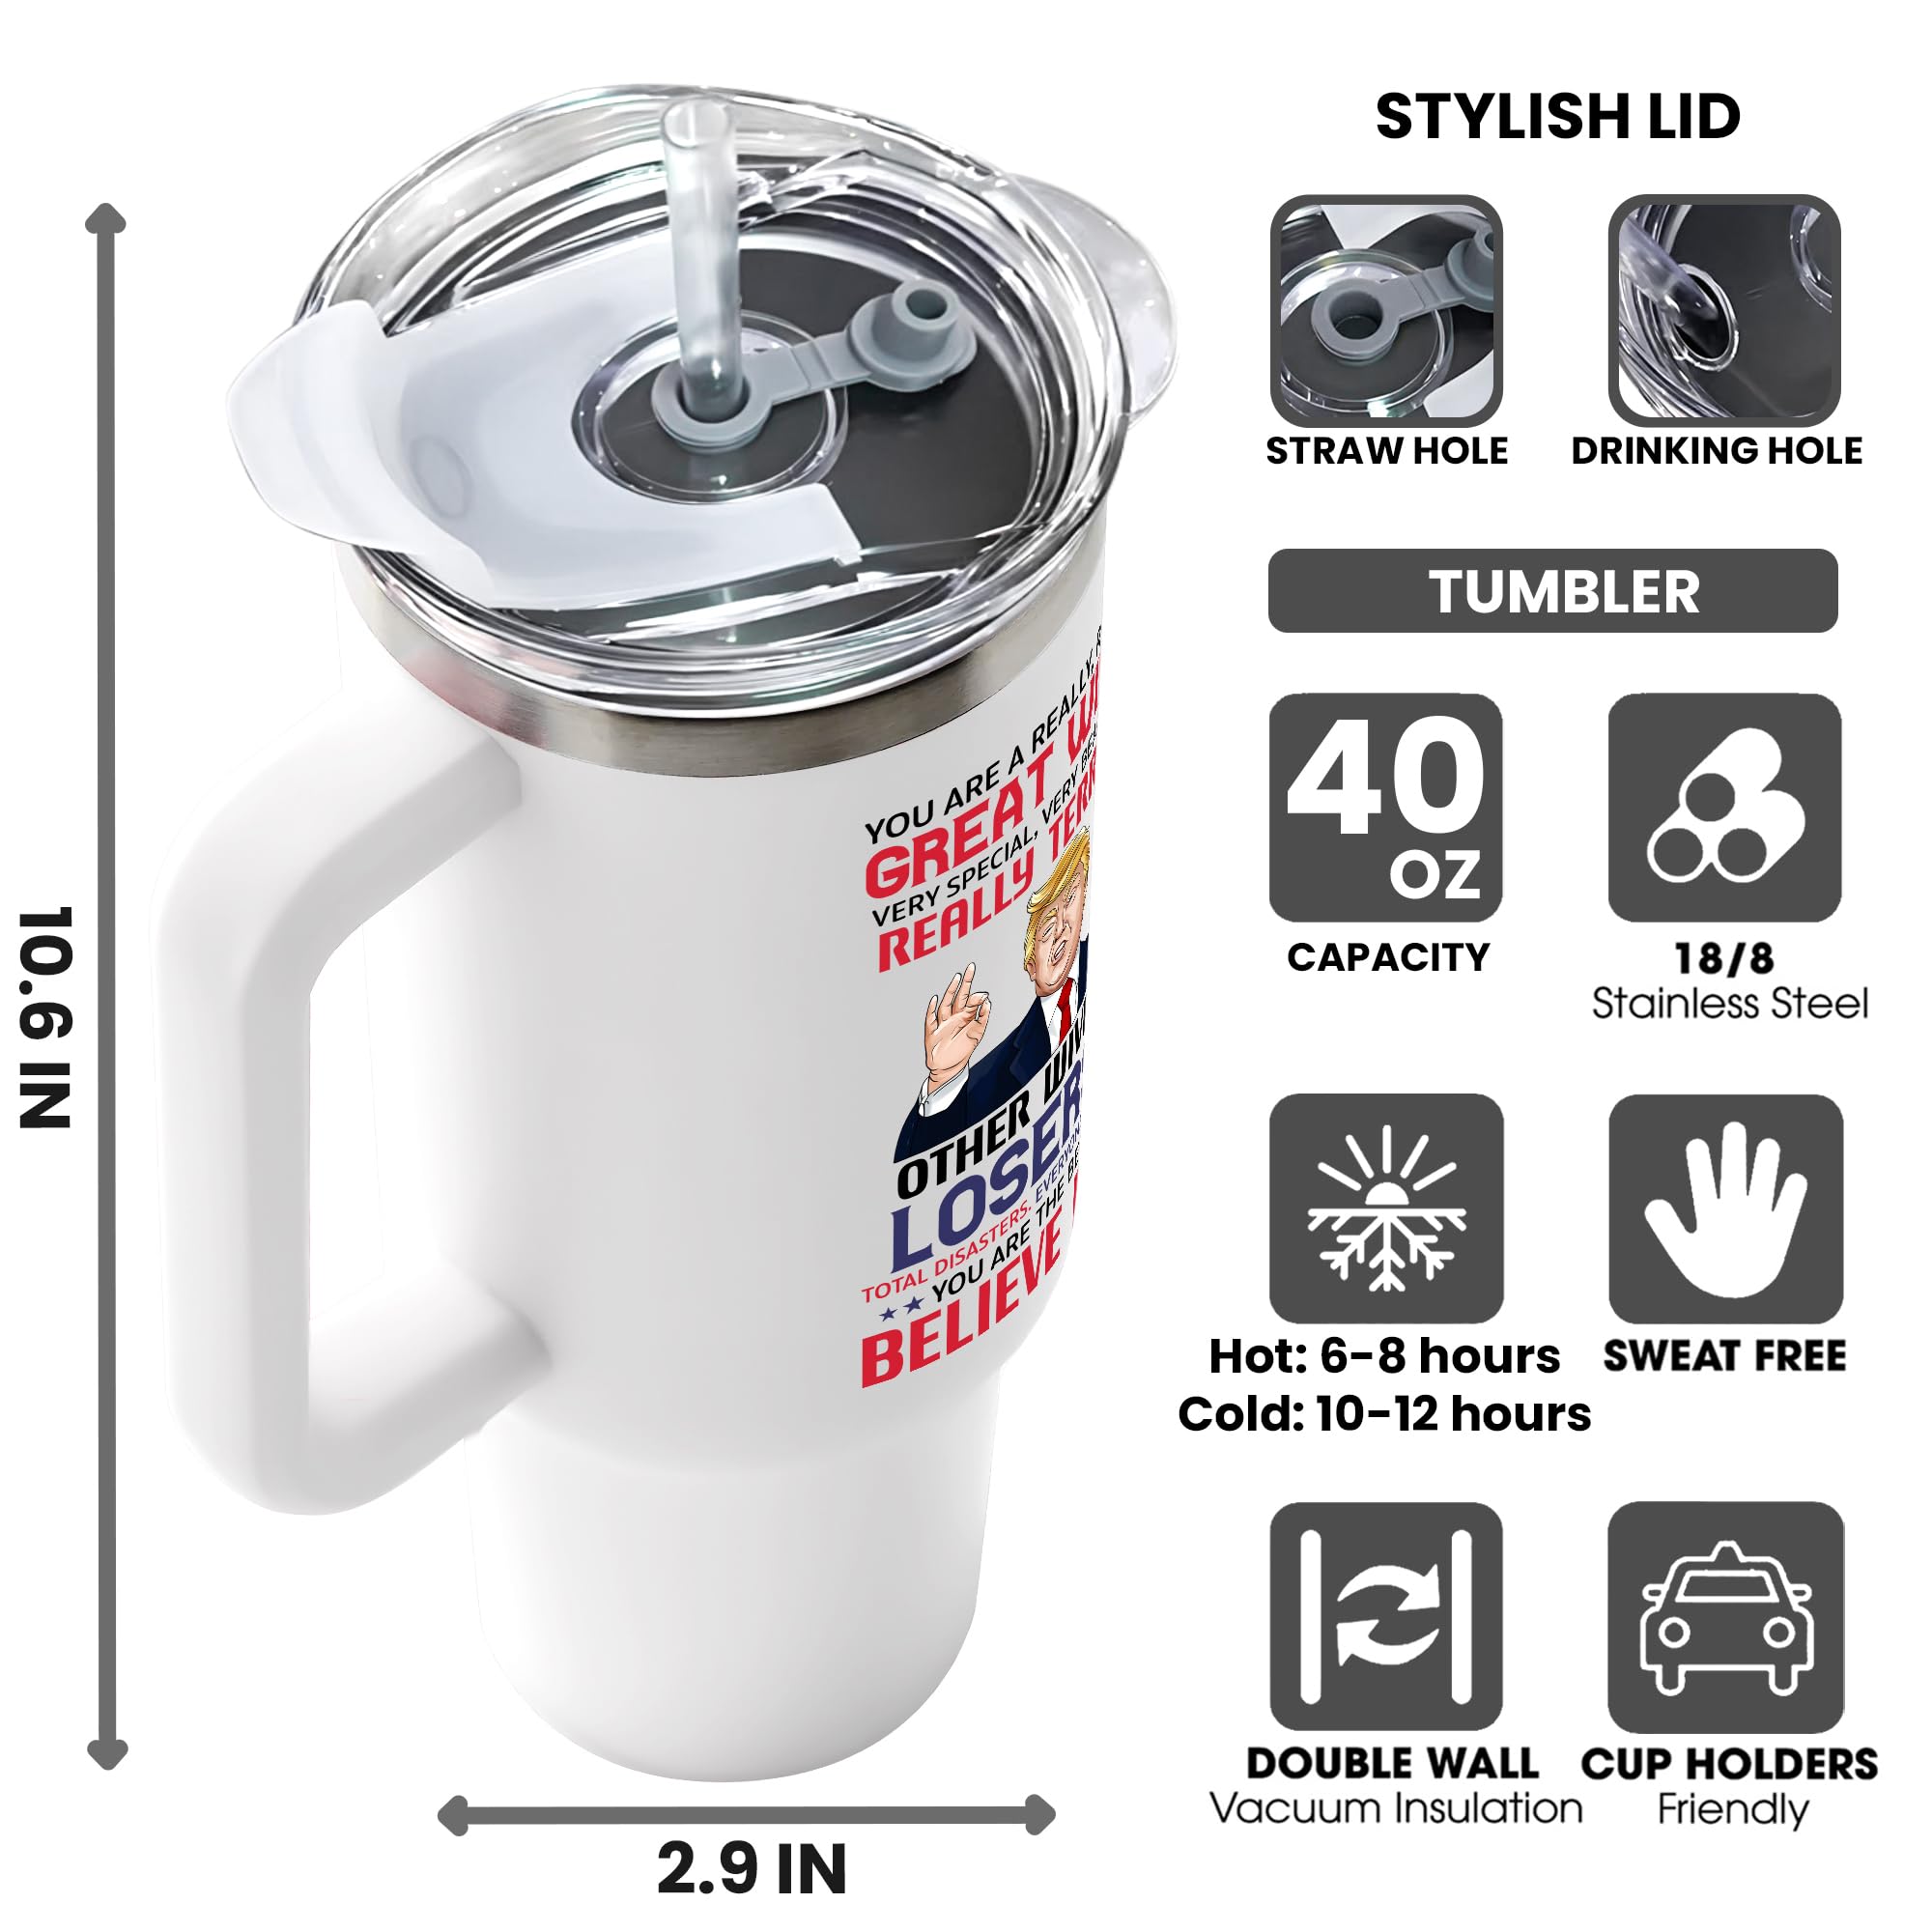 STYLISH LID
STRAW HOLE
DRINKING HOLE
TUMBLER
40
OZ
CAPACITY
18/8
Stainless Steel
Hot: 6-8 hours
Cold: 10-12 hours
SWEAT FREE
DOUBLE WALL
Vacuum Insulation
CUP HOLDERS
Friendly
10.6 IN
2.9 IN
YOU ARE A REALLY,
GREAT
VERY SPECIAL, VERY
REALLY
OTHER
LOSER
TOTAL DISASTERS.
YOU ARE THE
BELIEVE